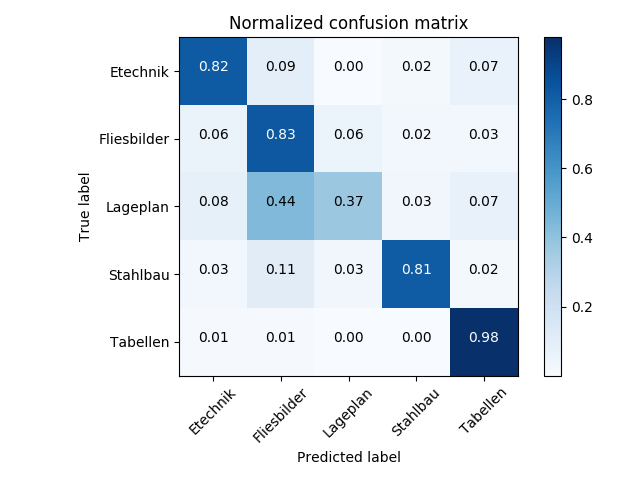 Normalized confusion matrix
Etechnik 0.82 0.09 0.00 0.02 0.07
Fliesbilder 0.06 0.83 0.06 0.02 0.03
Lageplan 0.08 0.44 0.37 0.03 0.07
Stahlbau 0.03 0.11 0.03 0.81 0.02
Tabellen 0.01 0.01 0.00 0.00 0.98
Etechnik Fliesbilder Lageplan Stahlbau Tabellen
Predicted label
True label
0.8
0.6
0.4
0.2